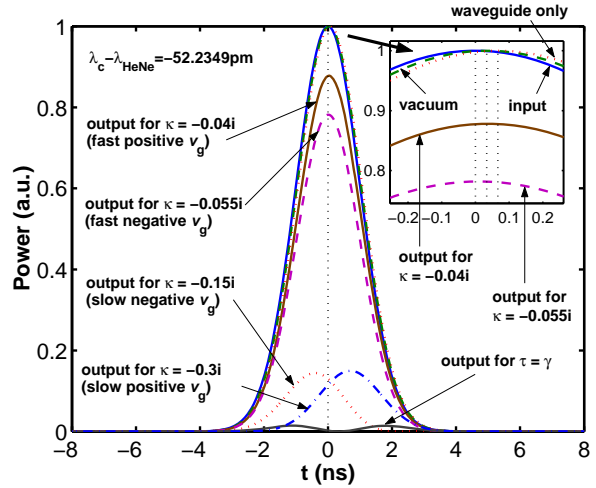 waveguide only
λc−λHeNe=−52.2349pm
output for κ = −0.04i
(fast positive vg)
output for κ = −0.055i
(fast negative vg)
output for κ = −0.15i
(slow negative vg)
output for κ = −0.3i
(slow positive vg)
vacuum
input
1
0.9
0.8
−0.2 −0.1 0 0.1 0.2
output for
κ = −0.04i
output for
κ = −0.055i
output for τ = γ
Power (a.u.)
1.0
0.8
0.6
0.4
0.2
0
−8 −6 −4 −2 0 2 4 6 8
t (ns)